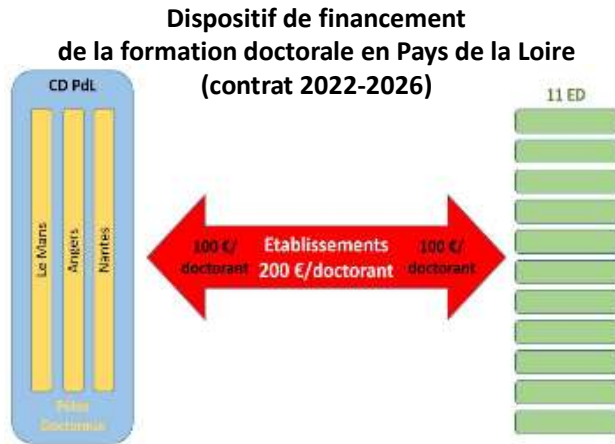 Dispositif de financement
de la formation doctorale en Pays de la Loire
(contrat 2022-2026)
CD PdL
11 ED
Le Mans
Angers
Nantes
100 €/
doctorant
Etablissements
200 €/doctorant
100 €/
doctorant
Pôles
Doctoraux